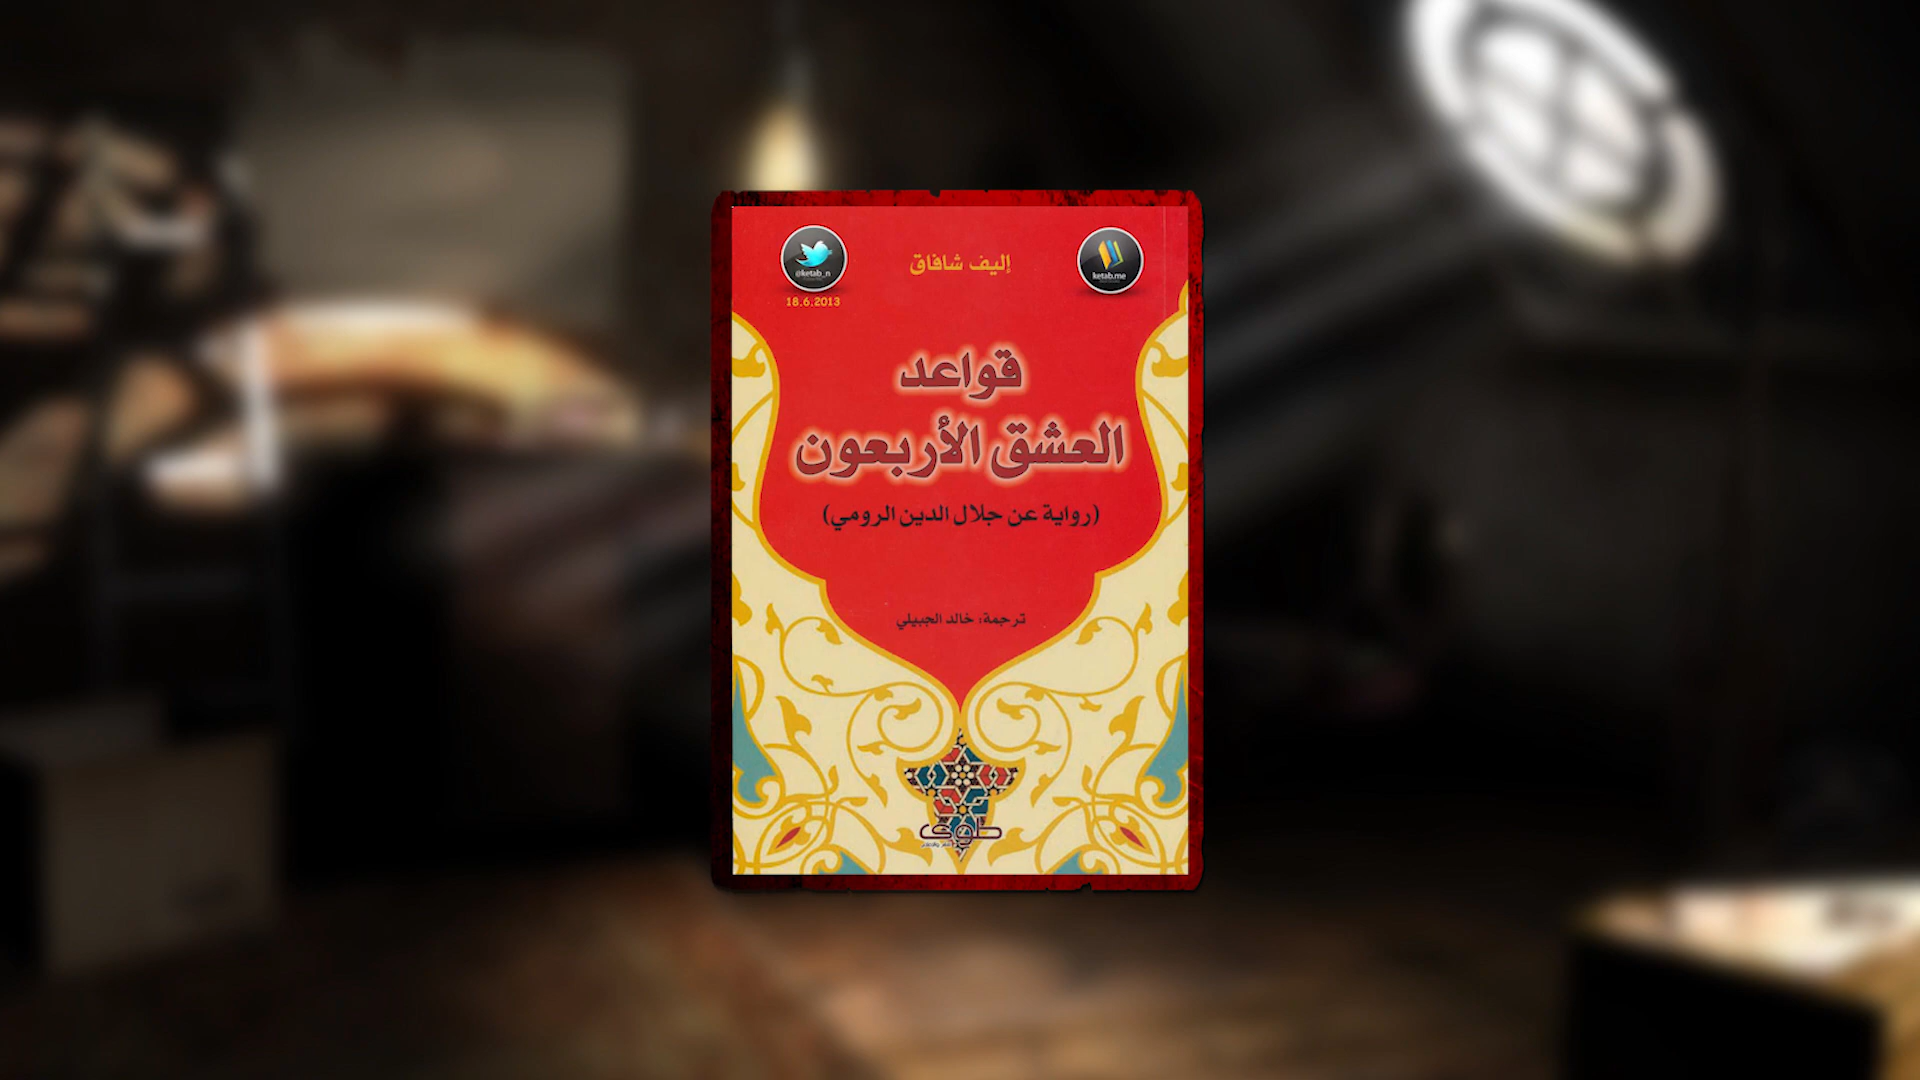 إليف شافاق
@ketab_n
ketab.me
18.6.2013
قواعد
العشق الأربعون
(رواية عن جلال الدين الرومي)
ترجمة: خالد الجبيلي
طوى